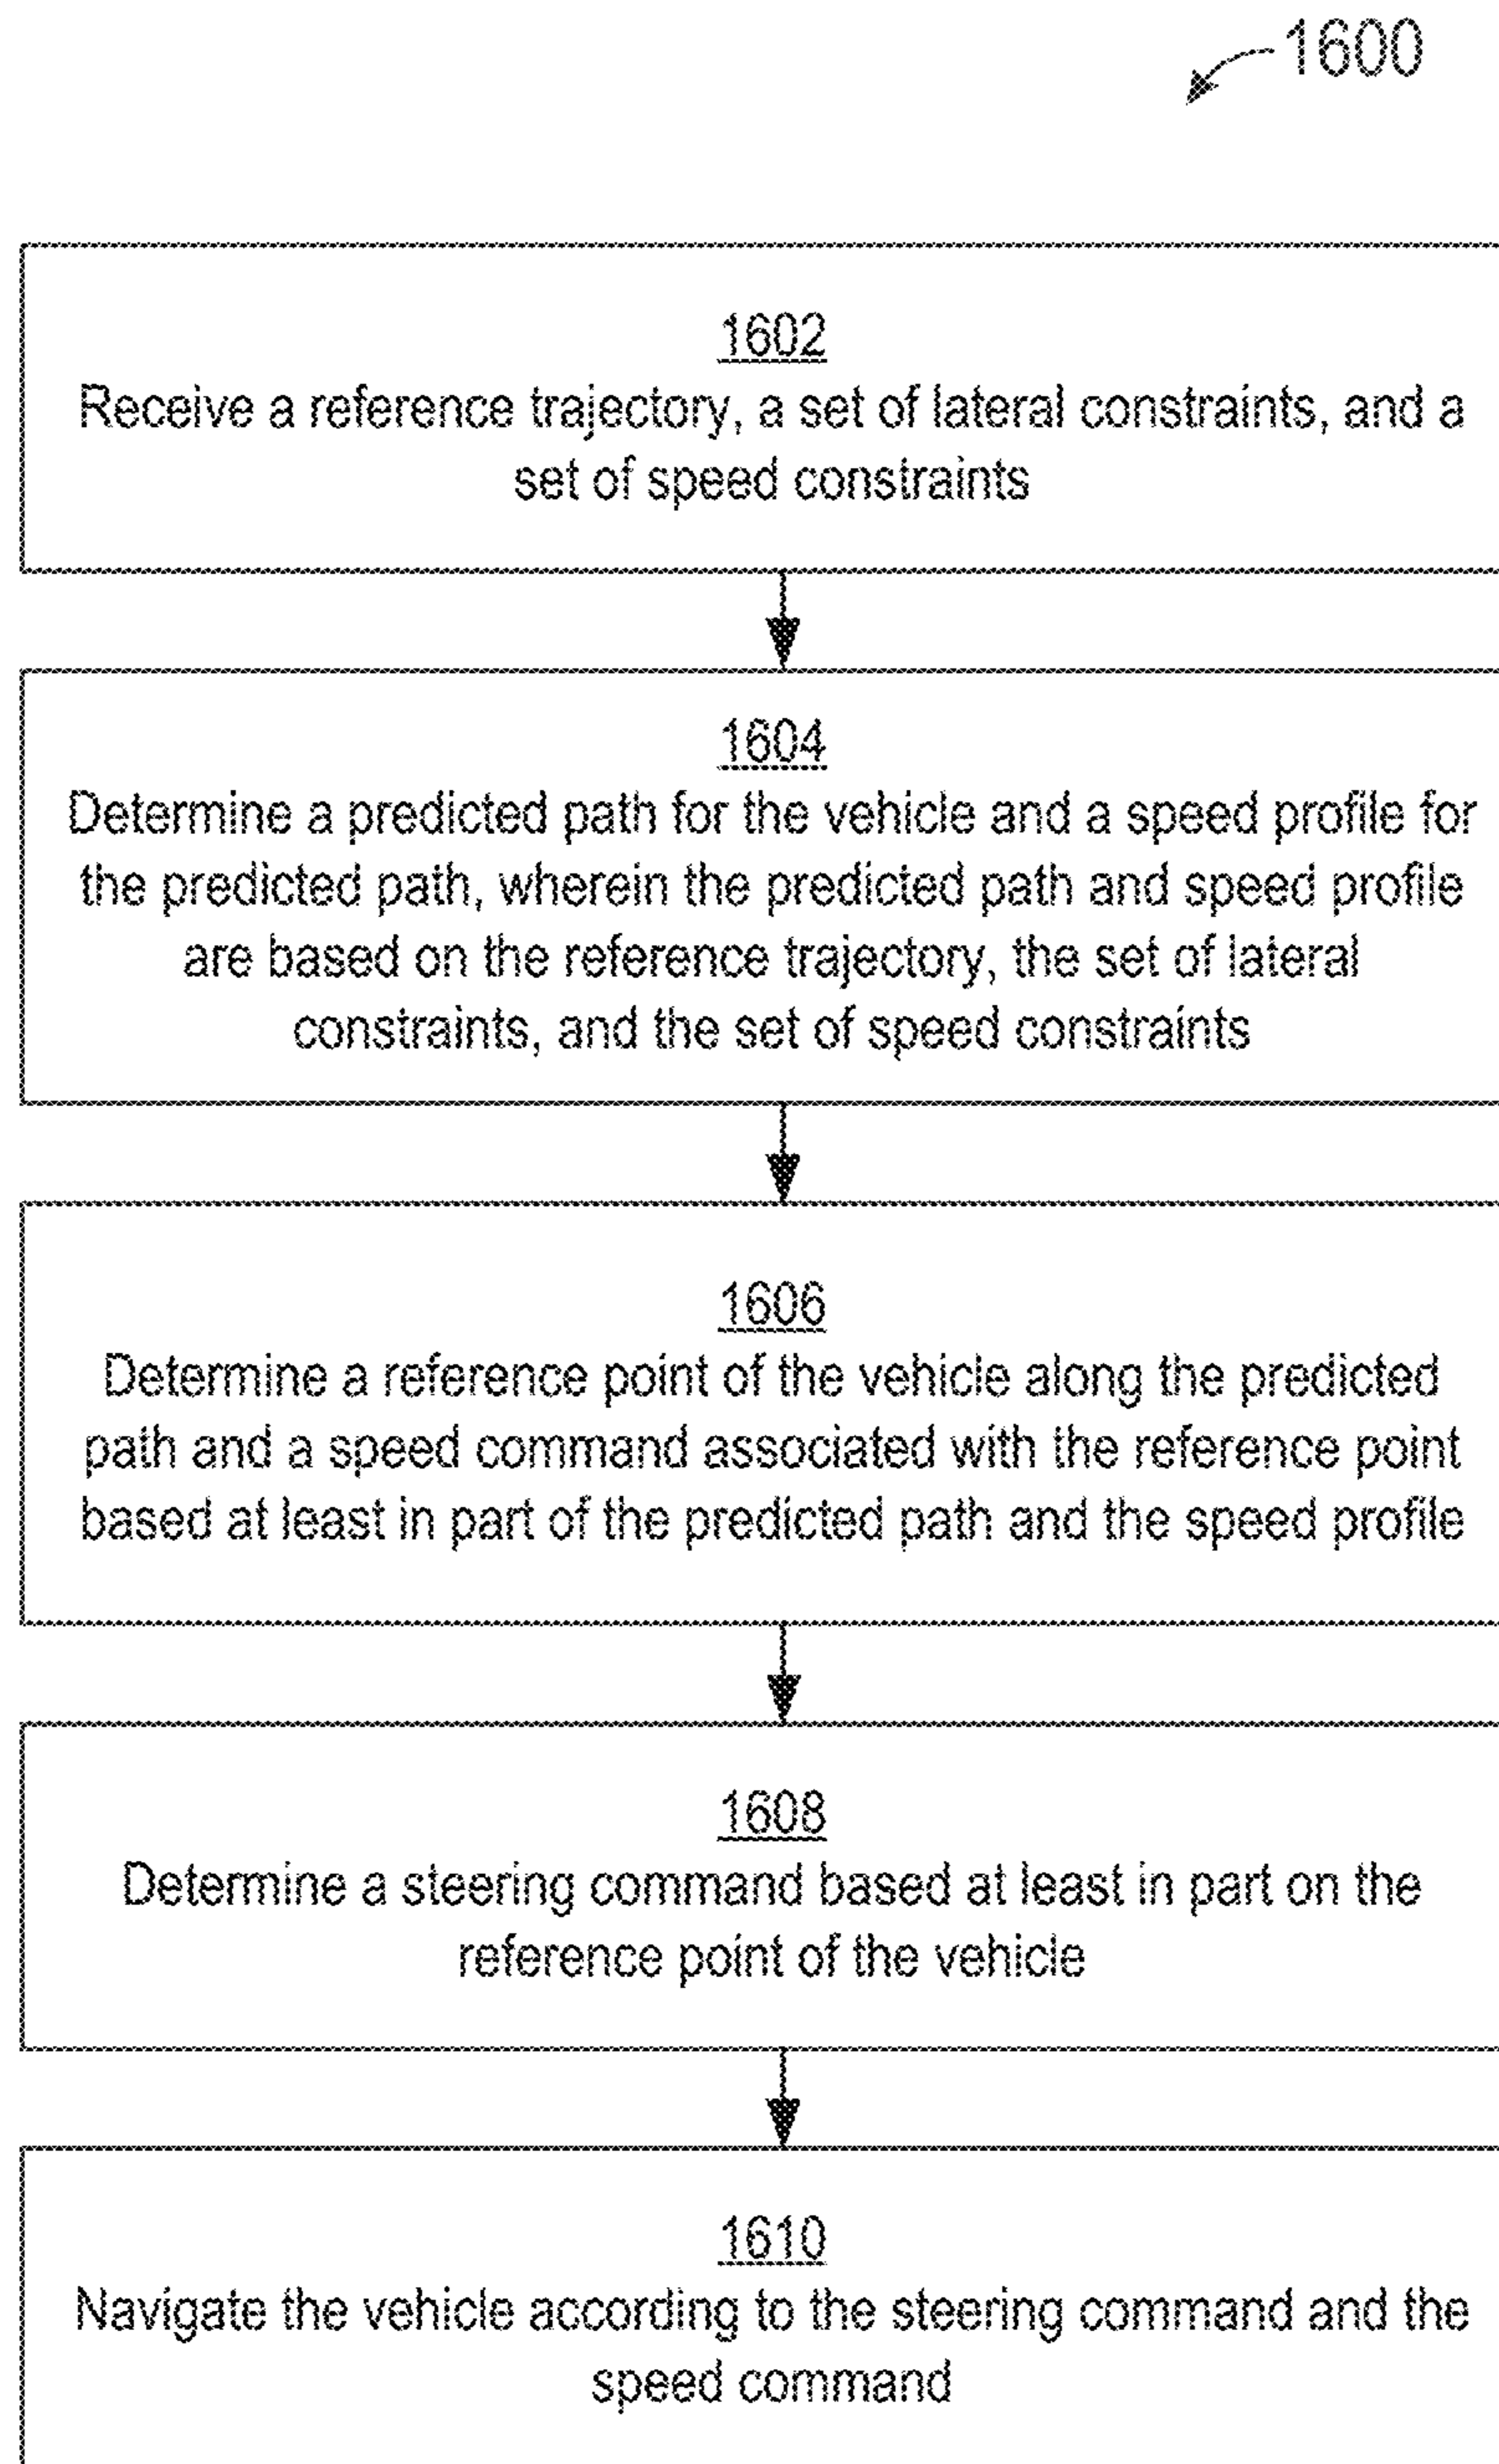 1600
1602
Receive a reference trajectory, a set of lateral constraints, and a
set of speed constraints
1604
Determine a predicted path for the vehicle and a speed profile for
the predicted path, wherein the predicted path and speed profile
are based on the reference trajectory, the set of lateral
constraints, and the set of speed constraints
1606
Determine a reference point of the vehicle along the predicted
path and a speed command associated with the reference point
based at least in part of the predicted path and the speed profile
1608
Determine a steering command based at least in part on the
reference point of the vehicle
1610
Navigate the vehicle according to the steering command and the
speed command